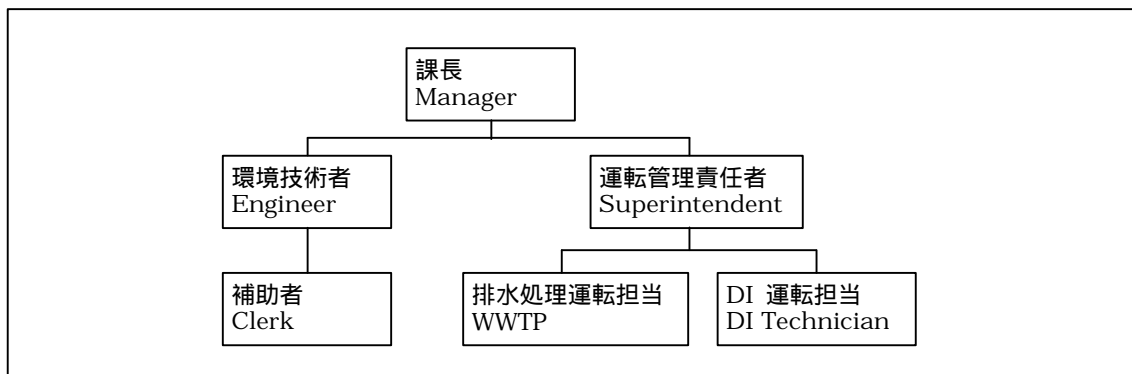 課長
Manager
環境技術者
Engineer
運転管理責任者
Superintendent
補助者
Clerk
排水処理運転担当
WWTP
DI 運転担当
DI Technician